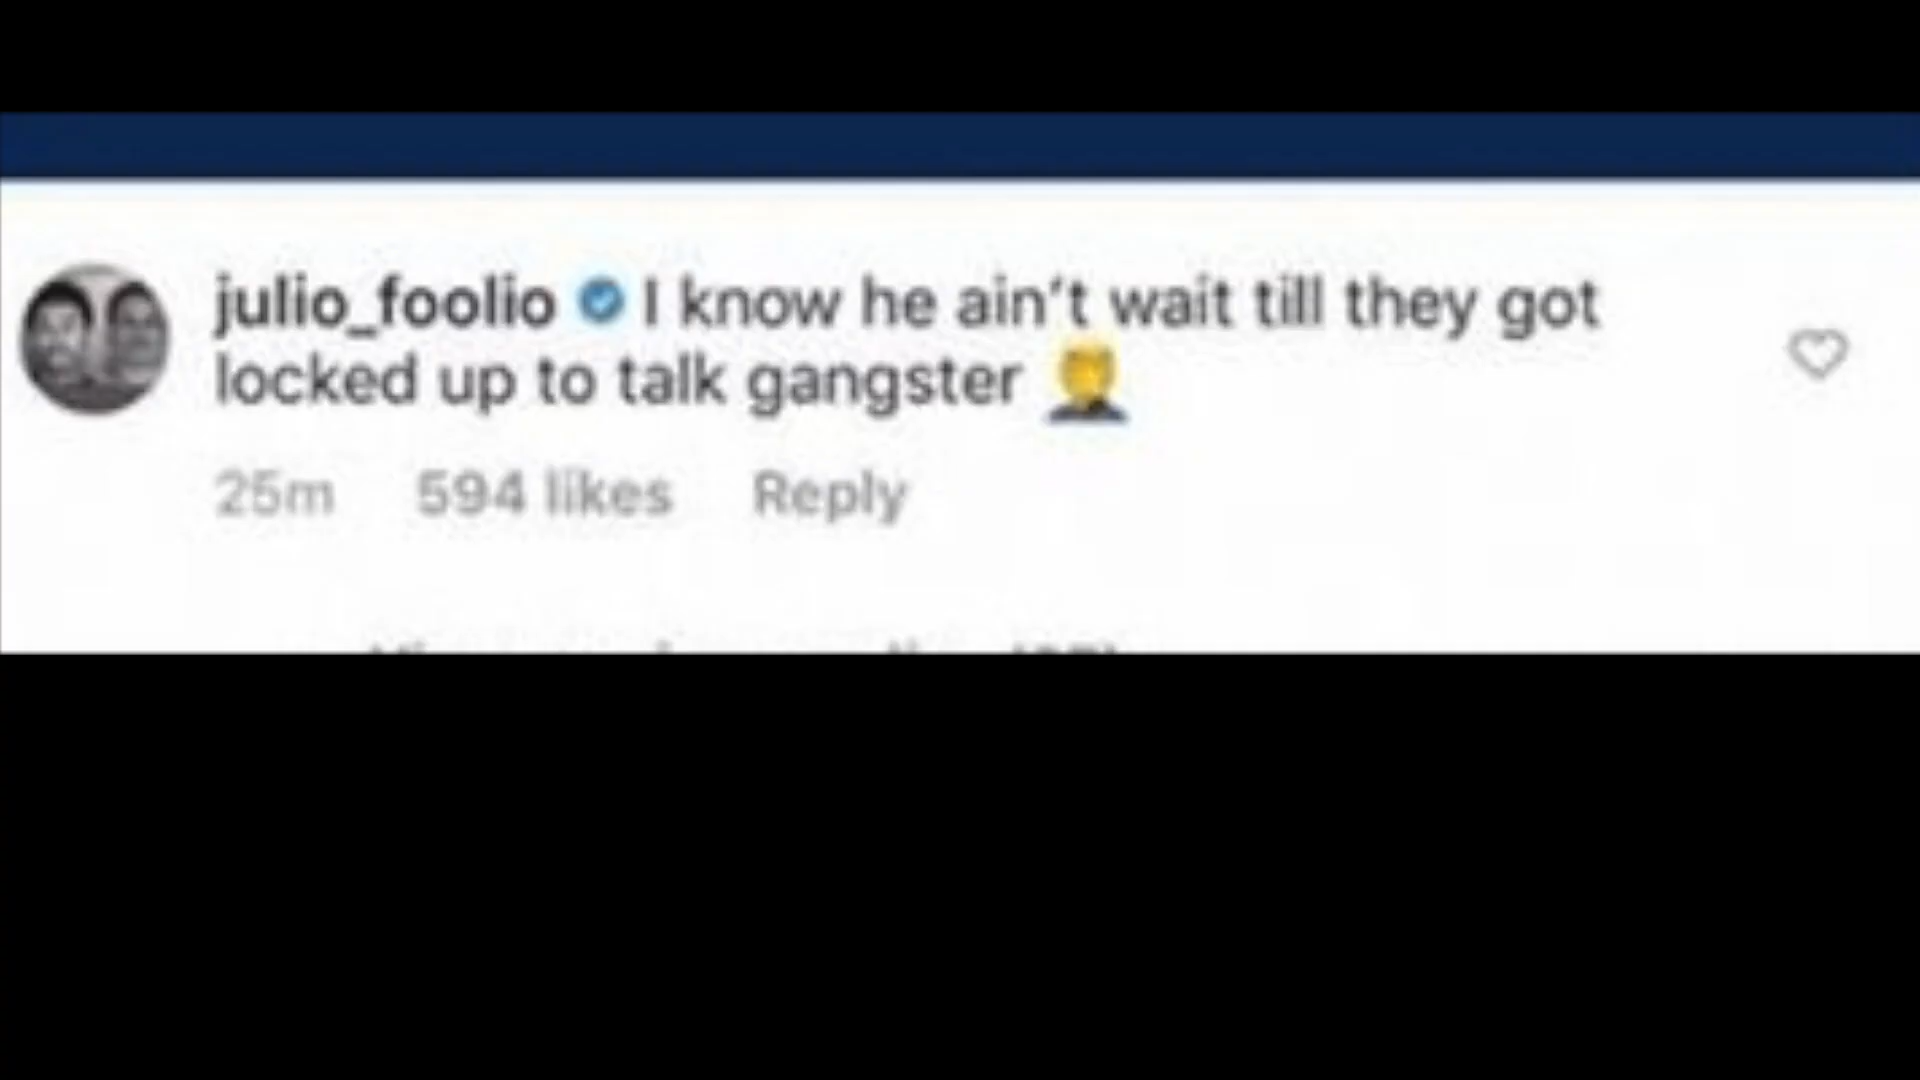 julio_foolio I know he ain't wait till they got
locked up to talk gangster 🤦‍♂️
25m 594 likes Reply